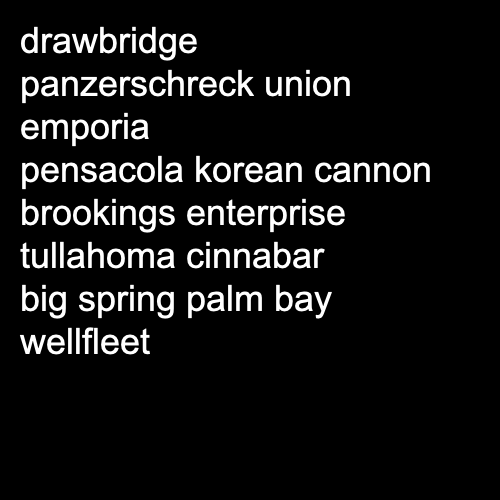 drawbridge
panzerschreck union
emporia
pensacola korean cannon
brookings enterprise
tullahoma cinnabar
big spring palm bay
wellfleet